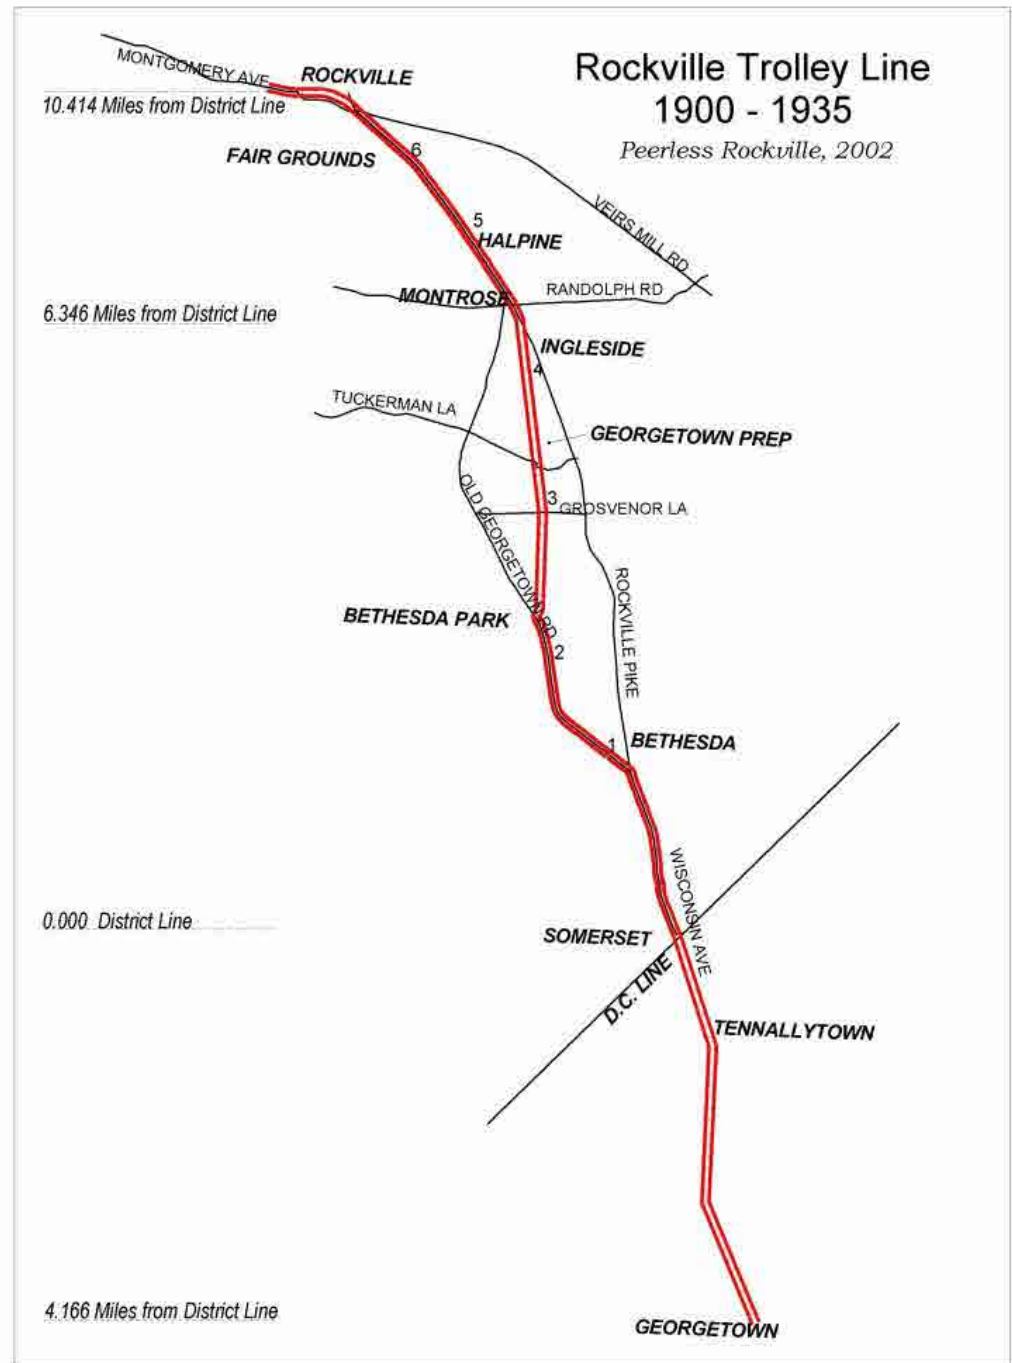 Rockville Trolley Line
1900 - 1935
Peerless Rockville, 2002
MONTGOMERY AVE
ROCKVILLE
10.414 Miles from District Line
6
FAIR GROUNDS
VEIRS MILL RD
5
HALPINE
RANDOLPH RD
MONTROSE
6.346 Miles from District Line
INGLESIDE
4
TUCKERMAN LA
GEORGETOWN PREP
3
GROSVENOR LA
OLD GEORGETOWN RD
ROCKVILLE PIKE
BETHESDA PARK
2
1
BETHESDA
WISCONSIN AVE
0.000 District Line
SOMERSET
D.C. LINE
TENNALLYTOWN
4.166 Miles from District Line
GEORGETOWN